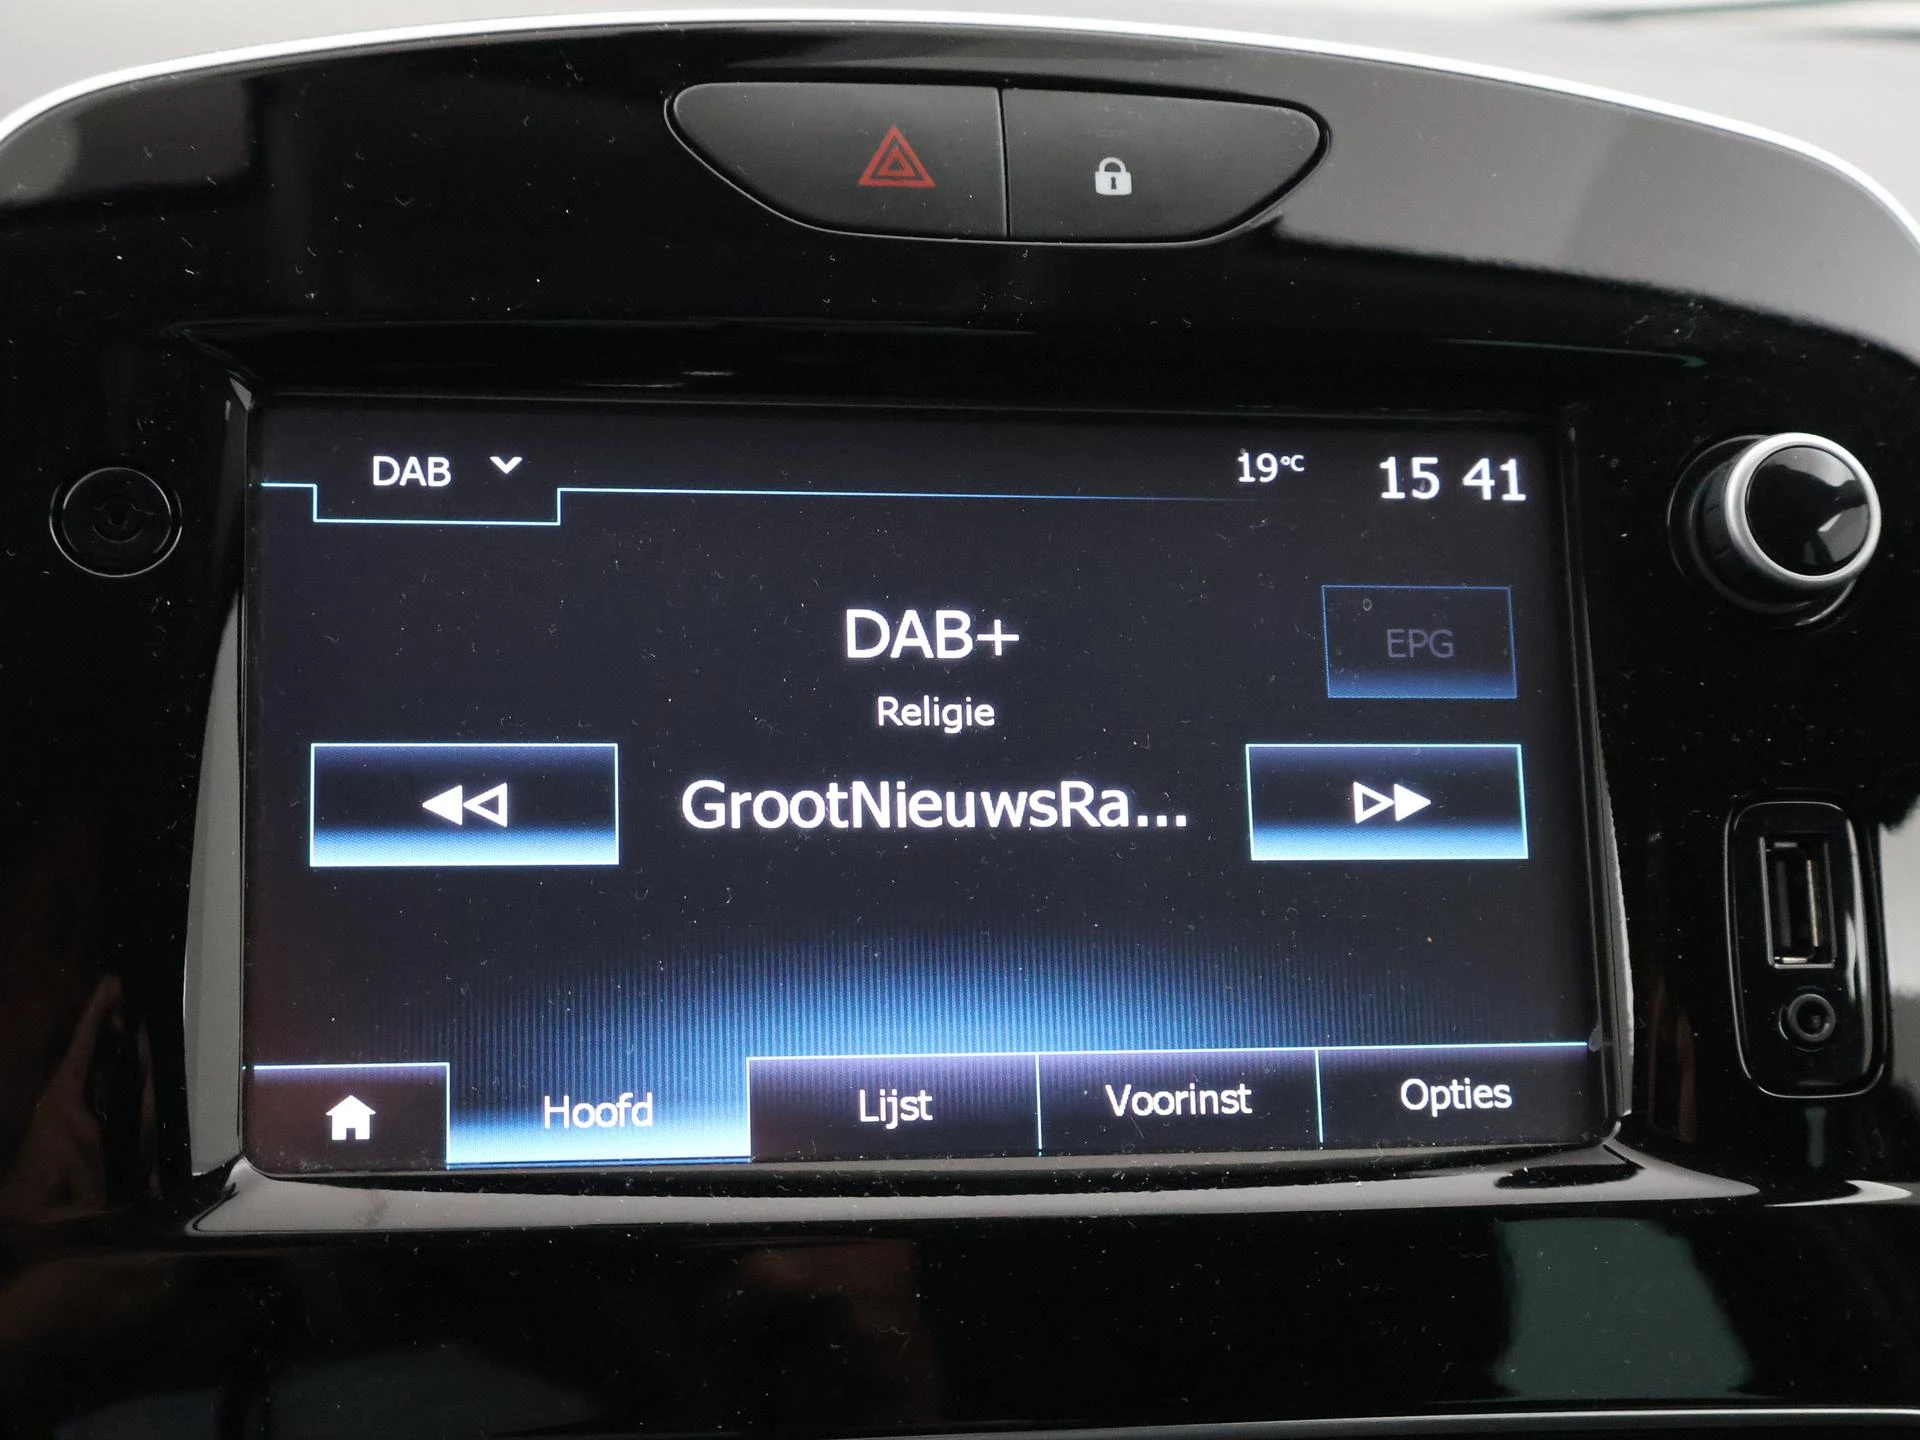 DAB
19°C
15 41
DAB+
EPG
Religie
GrootNieuwsRa...
Hoofd
Lijst
Voorinst
Opties